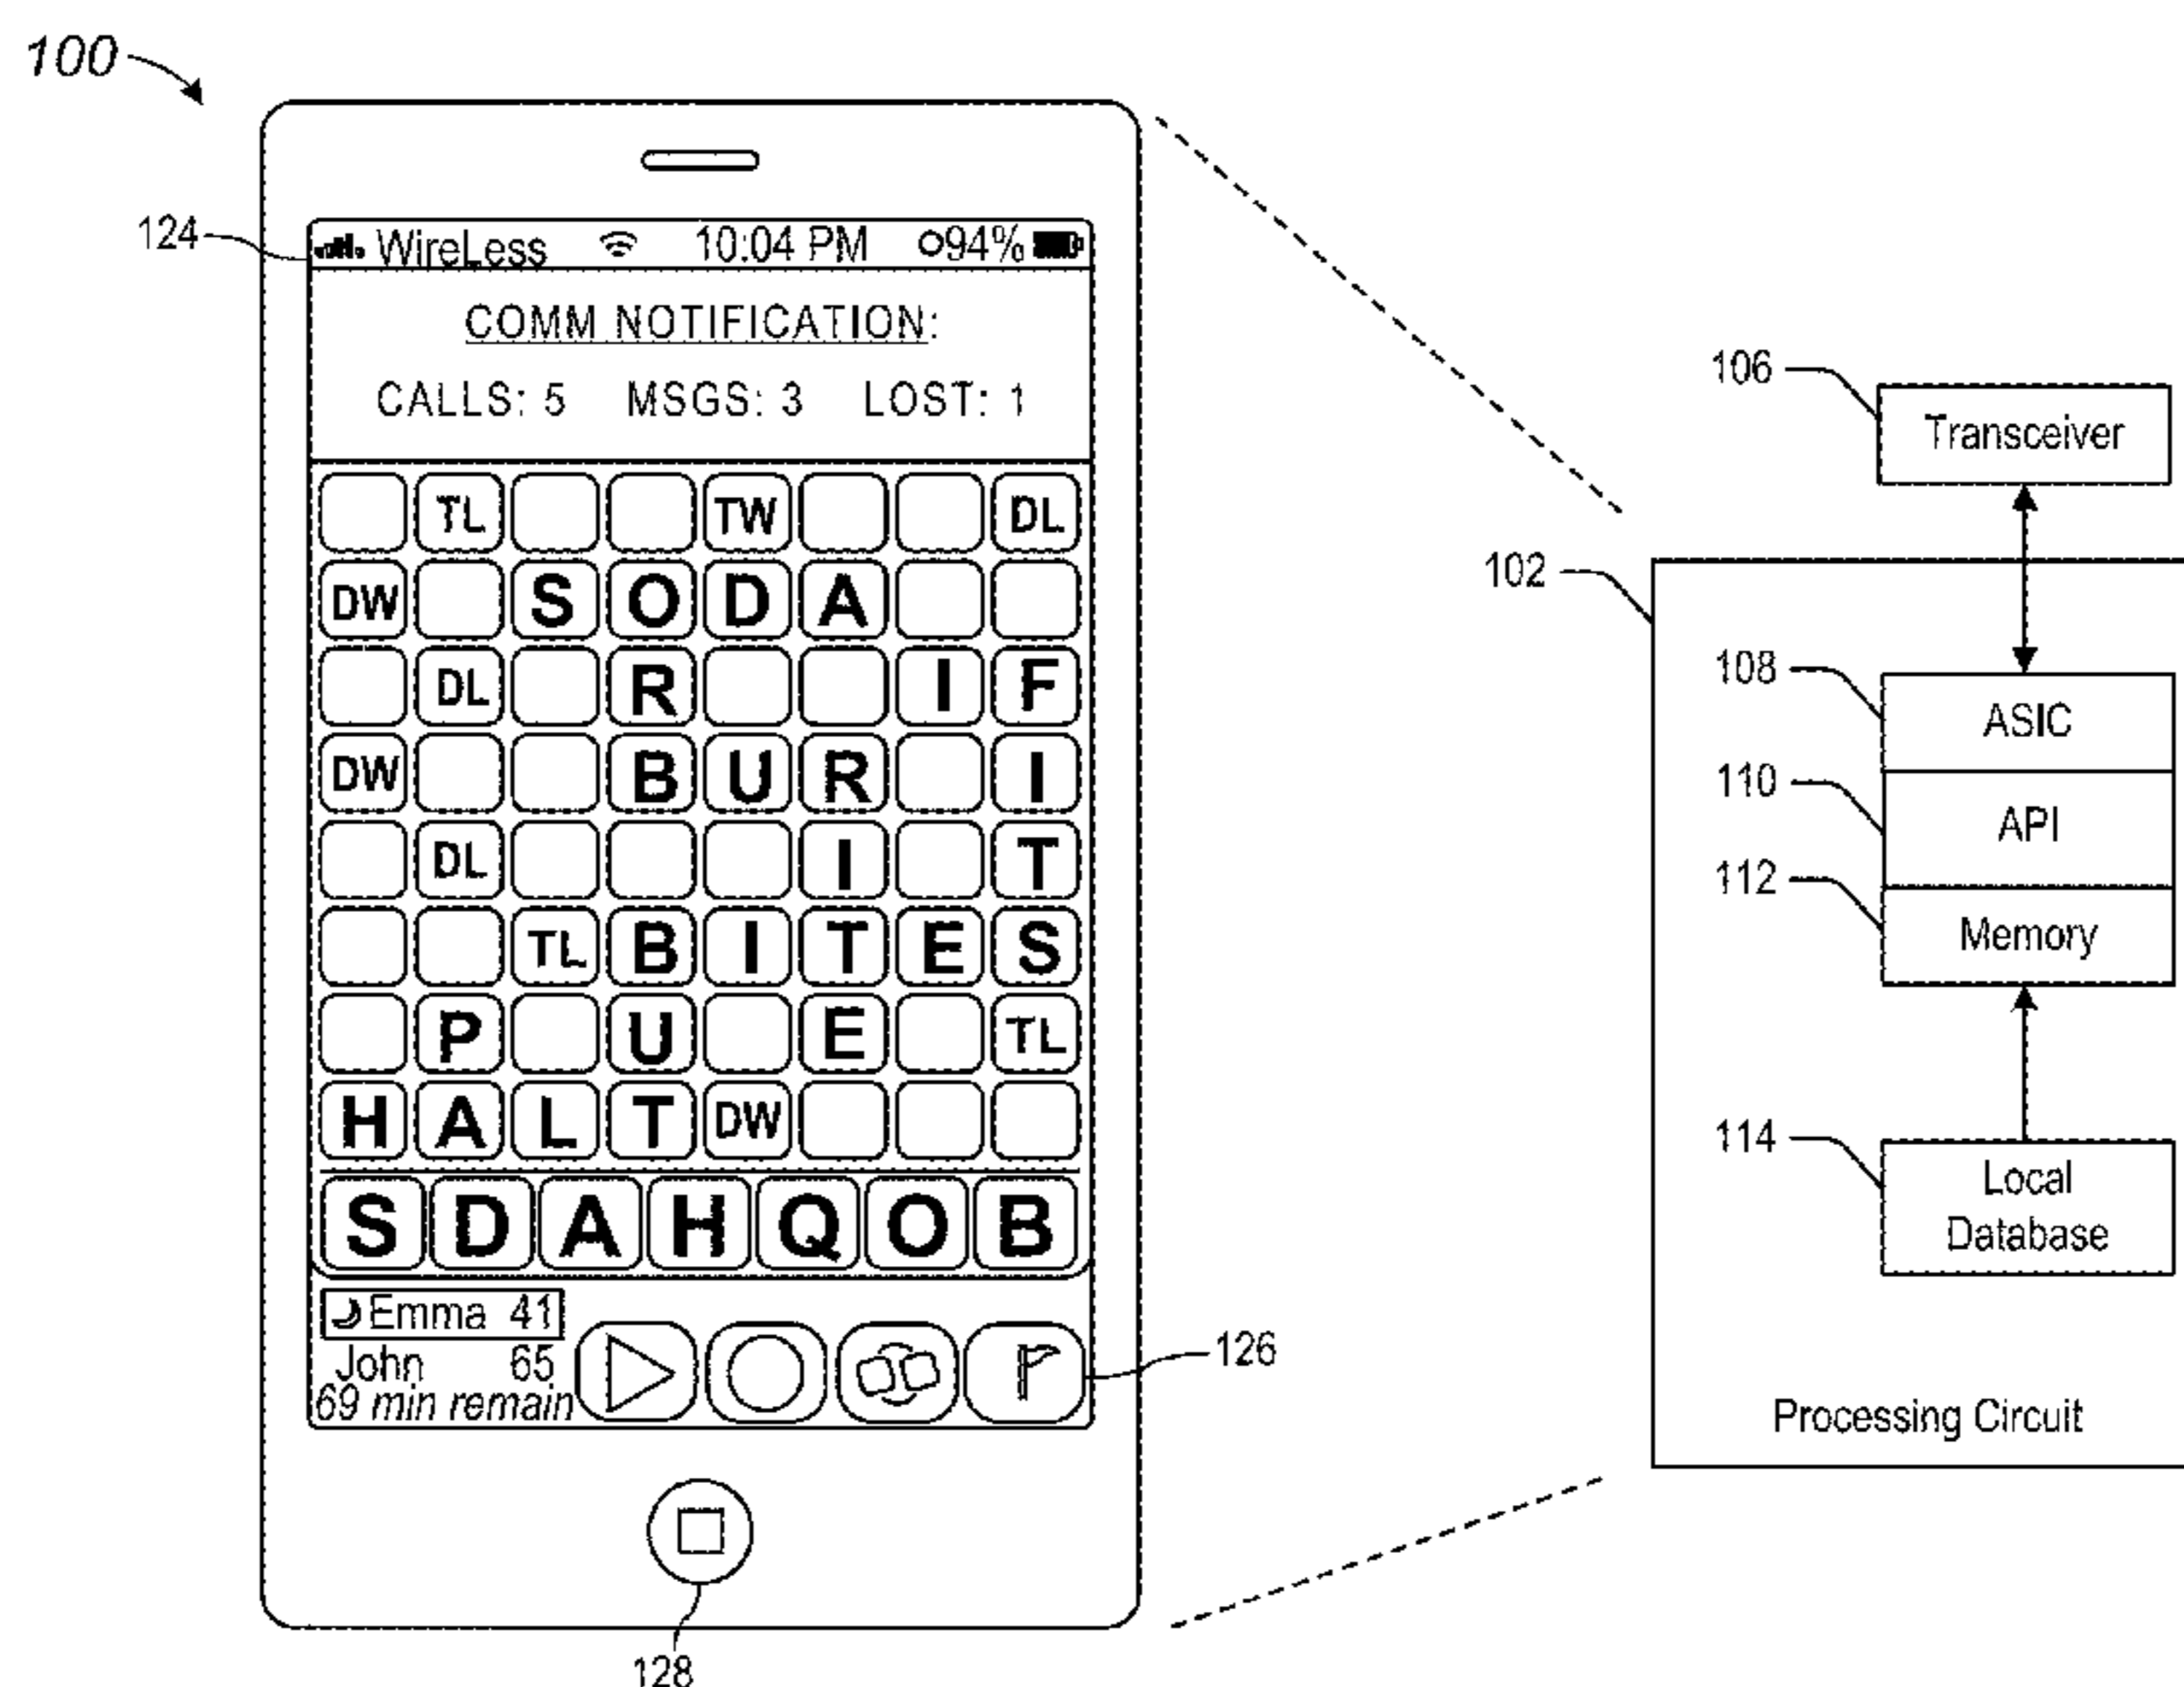 100
124
WireLess 10:04 PM 94%
COMM NOTIFICATION:
CALLS: 5 MSGS: 3 LOST: 1
TL TW DL
DW S O D A
DL R I F
DW B U R I
DL I T
TL B I T E S
P U E TL
H A L T DW
S D A H Q O B
Emma 41
John 65
69 min remain
126
128
106
Transceiver
102
108
ASIC
110
API
112
Memory
114
Local
Database
Processing Circuit